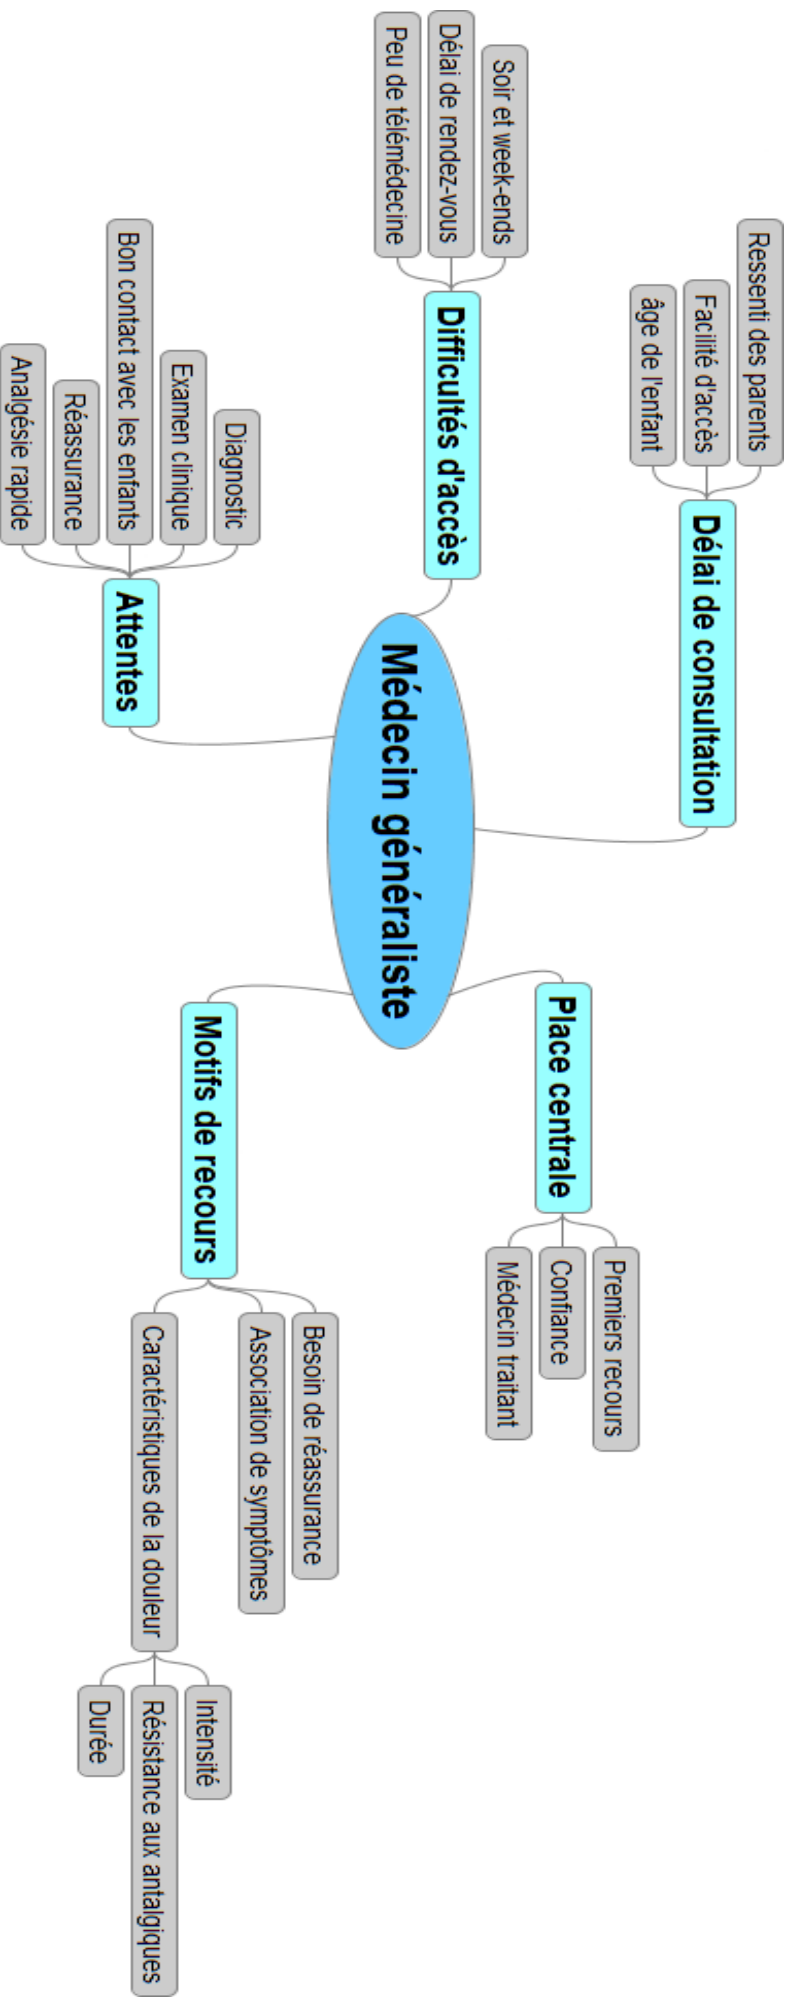 Médecin généraliste
Délai de consultation
Ressenti des parents
Facilité d'accès
âge de l'enfant
Difficultés d'accès
Soir et week-ends
Délai de rendez-vous
Peu de télémédecine
Attentes
Diagnostic
Examen clinique
Bon contact avec les enfants
Réassurance
Analgésie rapide
Place centrale
Premiers recours
Confiance
Médecin traitant
Motifs de recours
Besoin de réassurance
Association de symptômes
Caractéristiques de la douleur
Intensité
Résistance aux antalgiques
Durée